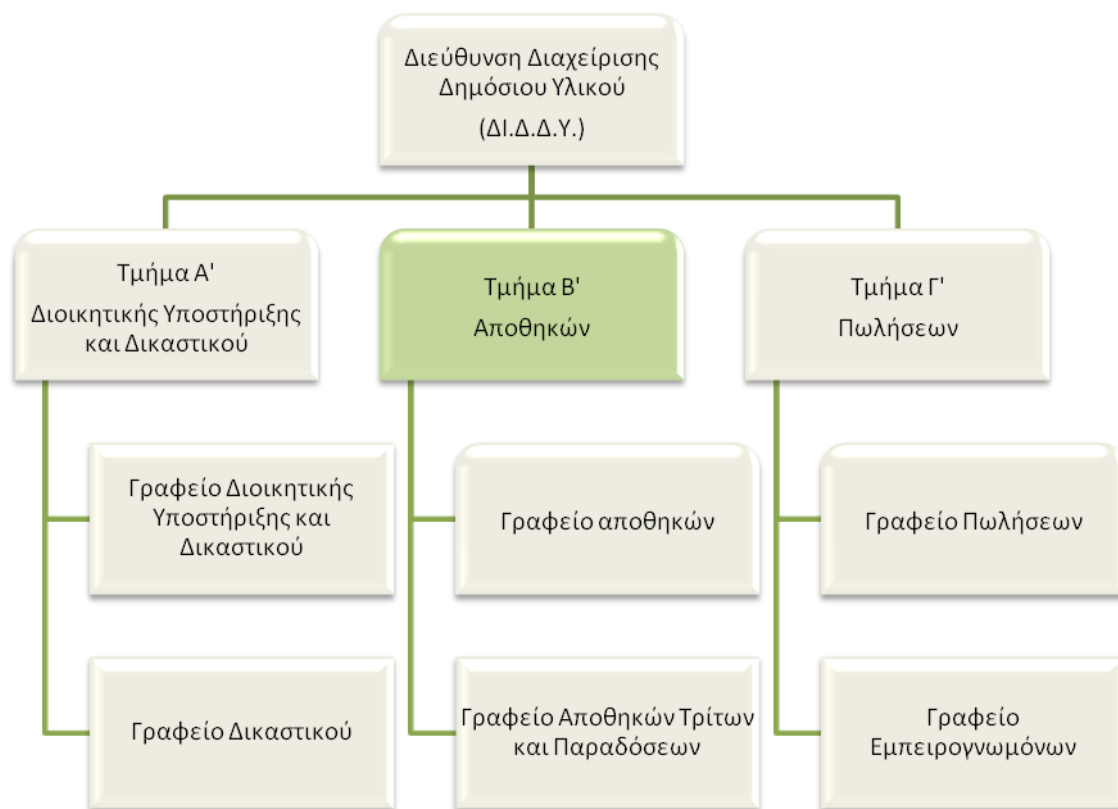 Διεύθυνση Διαχείρισης
Δημόσιου Υλικού
(ΔΙ.Δ.Δ.Υ.)
Τμήμα Α'
Διοικητικής Υποστήριξης
και Δικαστικού
Τμήμα Β'
Αποθηκών
Τμήμα Γ'
Πωλήσεων
Γραφείο Διοικητικής
Υποστήριξης και
Δικαστικού
Γραφείο αποθηκών
Γραφείο Πωλήσεων
Γραφείο Δικαστικού
Γραφείο Αποθηκών Τρίτων
και Παραδόσεων
Γραφείο
Εμπειρογνωμόνων